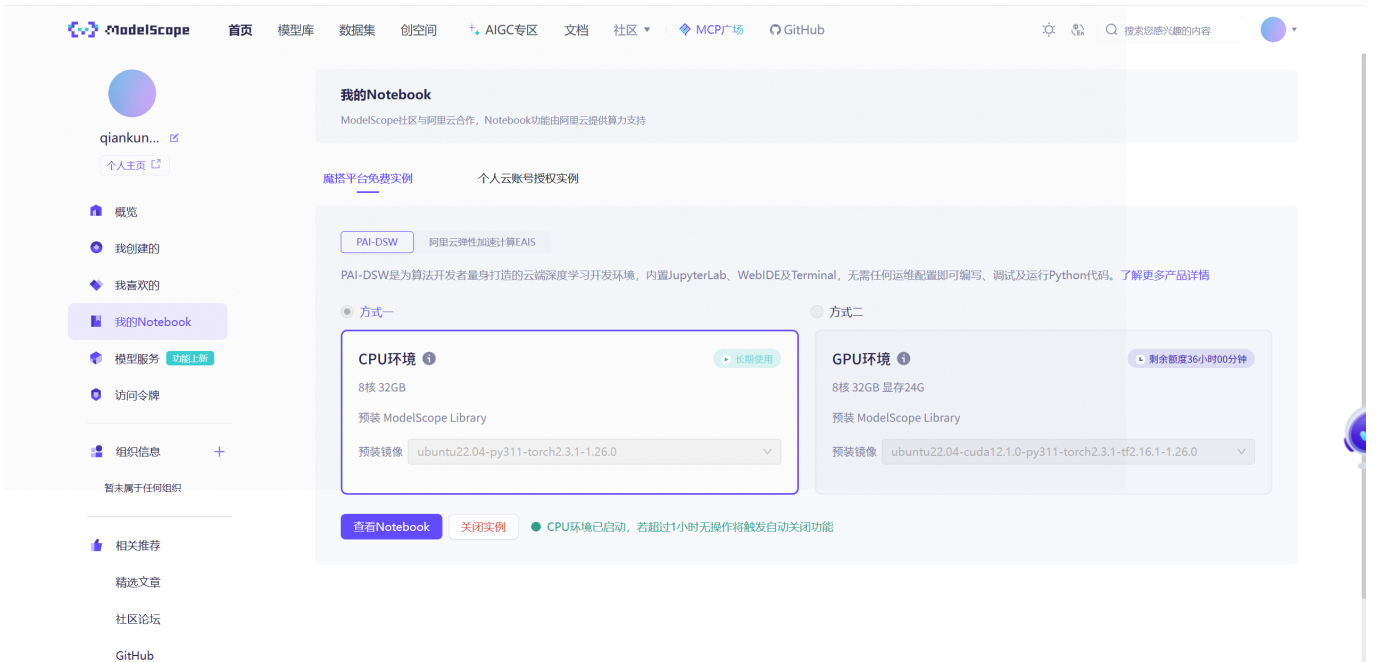 ModelScope 首页 模型库 数据集 创空间 AIGC专区 文档 社区 MCP广场 GitHub 搜索您感兴趣的内容
qiankun...
个人主页
概览
我创建的
我喜欢的
我的Notebook
模型服务 功能上新
访问令牌
组织信息
暂未属于任何组织
相关推荐
精选文章
社区论坛
GitHub
我的Notebook
ModelScope社区与阿里云合作，Notebook功能由阿里云提供算力支持
魔搭平台免费实例 个人云账号授权实例
PAI-DSW 阿里云弹性加速计算EAIS
PAI-DSW是为算法开发者量身打造的云端深度学习开发环境，内置JupyterLab、WebIDE及Terminal，无需任何运维配置即可编写、调试及运行Python代码。了解更多产品详情
方式一
CPU环境 长期使用
8核 32GB
预装 ModelScope Library
预装镜像 ubuntu22.04-py311-torch2.3.1-1.26.0
方式二
GPU环境 剩余额度36小时00分钟
8核 32GB 显存24G
预装 ModelScope Library
预装镜像 ubuntu22.04-cuda12.1.0-py311-torch2.3.1-tf2.16.1-1.26.0
查看Notebook 关闭实例 CPU环境已启动，若超过1小时无操作将触发自动关闭功能